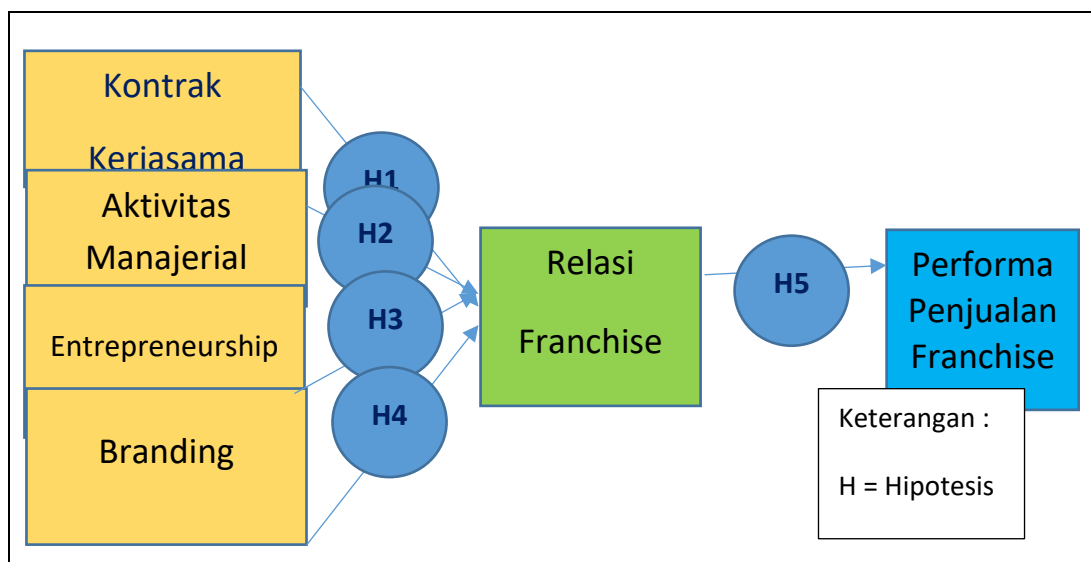 Kontrak
Kerjasama
H1
Aktivitas
Manajerial
H2
Entrepreneurship
H3
Branding
H4
Relasi
Franchise
H5
Performa
Penjualan
Franchise
Keterangan :
H = Hipotesis